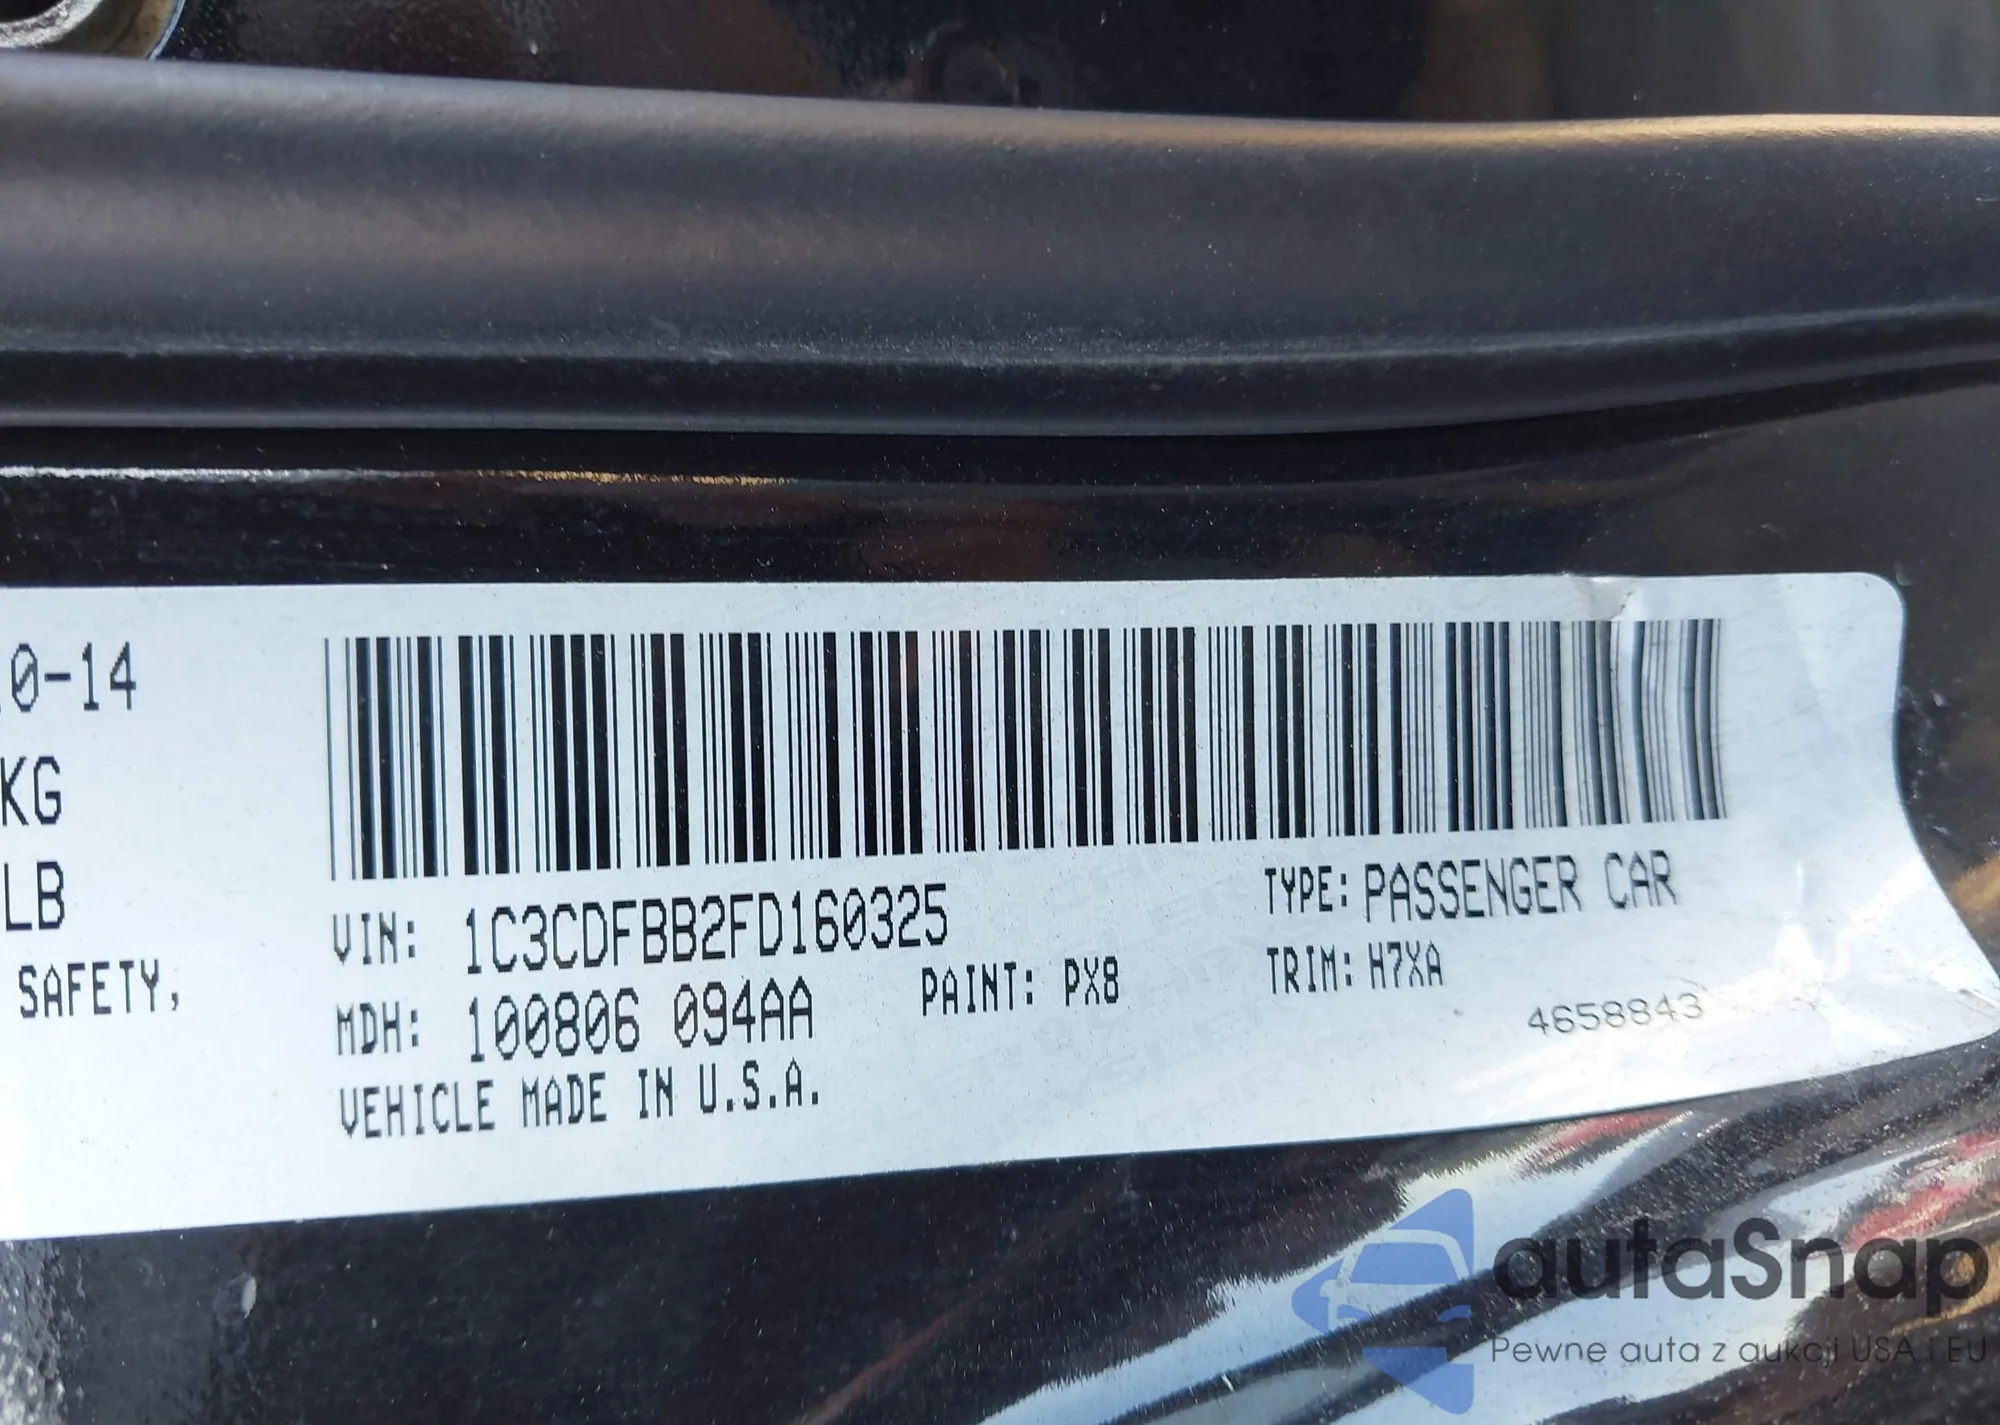 0-14
KG
LB
SAFETY,
VIN: 1C3CDFBB2FD160325
TYPE: PASSENGER CAR
MDH: 100806 094AA
PAINT: PX8
TRIM: H7XA
4658843
VEHICLE MADE IN U.S.A.
autaSnap
Pewne auta z aukcji USA i EU